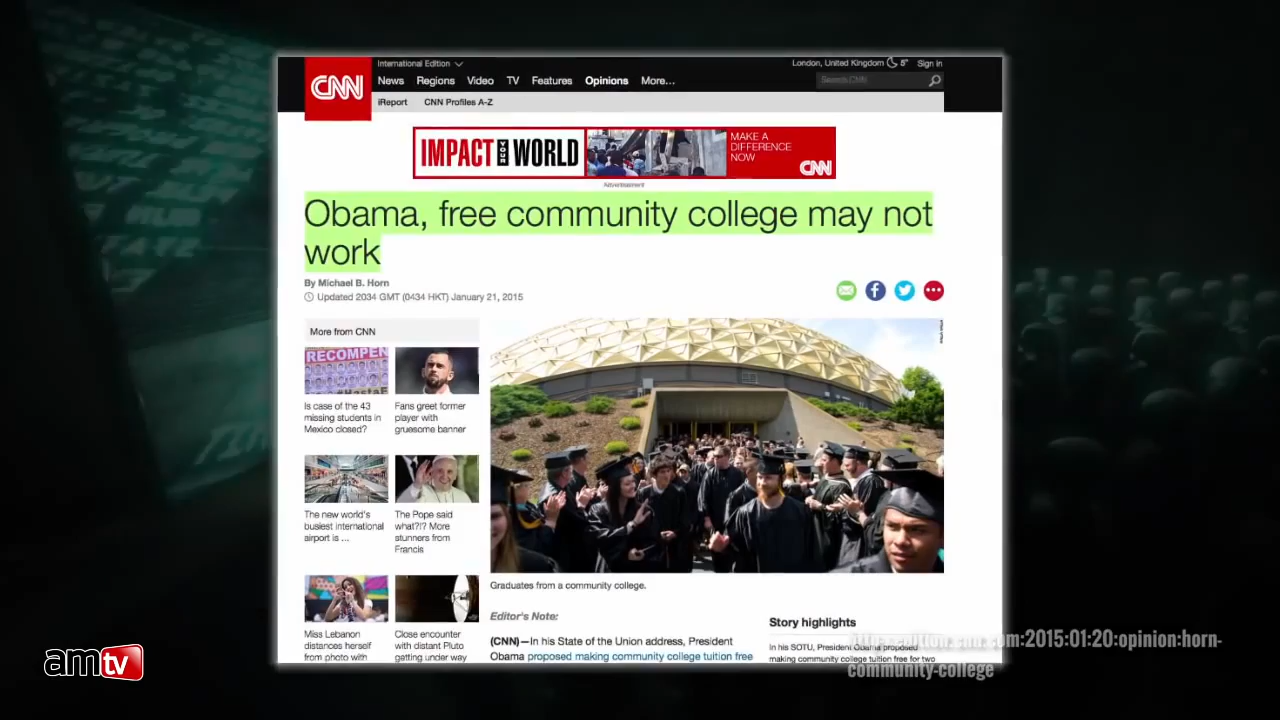 CNN
International Edition
London, United Kingdom 5° Sign in
News Regions Video TV Features Opinions More...
Search CNN
iReport CNN Profiles A-Z
IMPACT YOUR WORLD
MAKE A
DIFFERENCE
NOW
CNN
Advertisement
Obama, free community college may not
work
By Michael B. Horn
Updated 2034 GMT (0434 HKT) January 21, 2015
More from CNN
RECOMPEN
Is case of the 43
missing students in
Mexico closed?
Fans greet former
player with
gruesome banner
The new world's
busiest international
airport is ...
The Pope said
what?!? More
stunners from
Francis
Miss Lebanon
distances herself
from photo with
Close encounter
with distant Pluto
getting under way
Graduates from a community college.
Editor's Note:
(CNN)—In his State of the Union address, President
Obama proposed making community college tuition free
Story highlights
In his SOTU, President Obama proposed
making community college tuition free for two
http://edition.cnn.com:2015:01:20:opinion:horn-
community-college
amtv